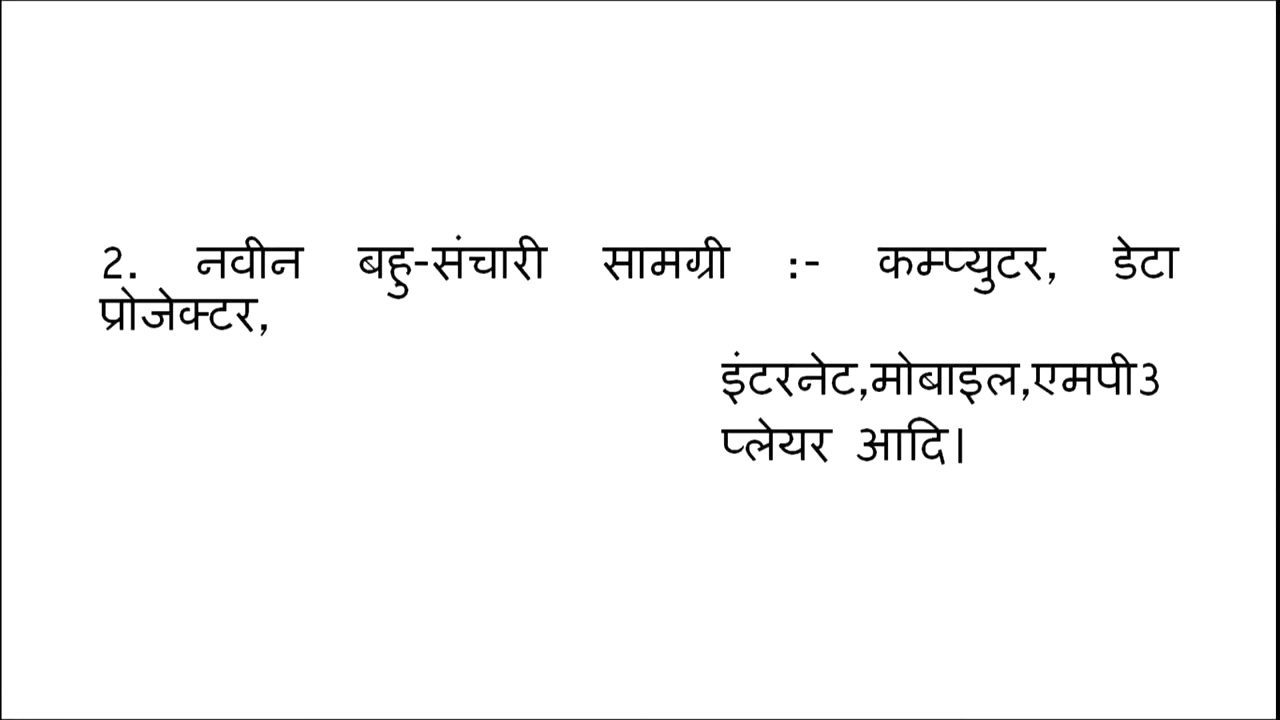 2. नवीन बहु-संचारी सामग्री :- कम्प्युटर, डेटा
प्रोजेक्टर,
इंटरनेट,मोबाइल,एमपी3
प्लेयर आदि।